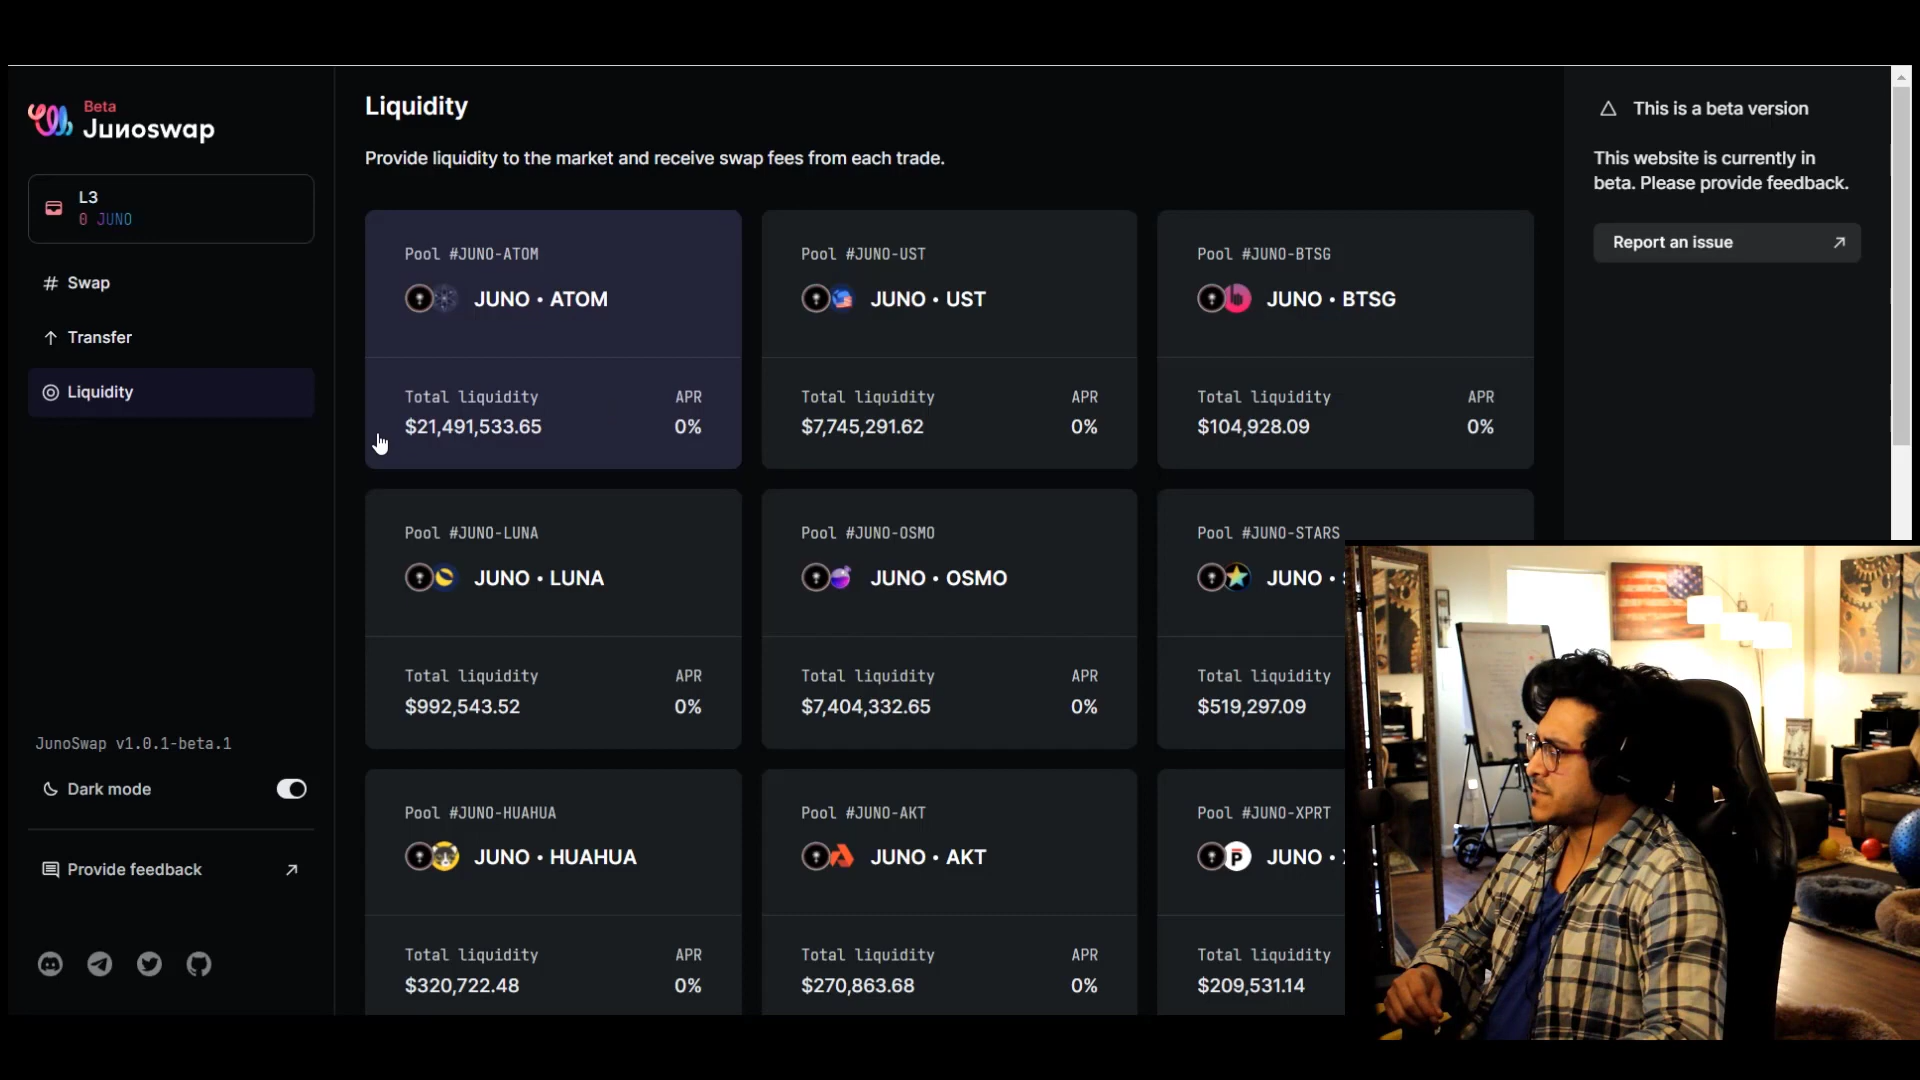 Beta
Junoswap
L3
0 JUNO
Swap
Transfer
Liquidity
JunoSwap v1.0.1-beta.1
Dark mode
Provide feedback
Liquidity
Provide liquidity to the market and receive swap fees from each trade.
Pool #JUNO-ATOM
JUNO • ATOM
Total liquidity APR
$21,491,533.65 0%
Pool #JUNO-UST
JUNO • UST
Total liquidity APR
$7,745,291.62 0%
Pool #JUNO-BTSG
JUNO • BTSG
Total liquidity APR
$104,928.09 0%
Pool #JUNO-LUNA
JUNO • LUNA
Total liquidity APR
$992,543.52 0%
Pool #JUNO-OSMO
JUNO • OSMO
Total liquidity APR
$7,404,332.65 0%
Pool #JUNO-STARS
JUNO •
Total liquidity
$519,297.09
Pool #JUNO-HUAHUA
JUNO • HUAHUA
Total liquidity APR
$320,722.48 0%
Pool #JUNO-AKT
JUNO • AKT
Total liquidity APR
$270,863.68 0%
Pool #JUNO-XPRT
JUNO •
Total liquidity
$209,531.14
This is a beta version
This website is currently in
beta. Please provide feedback.
Report an issue